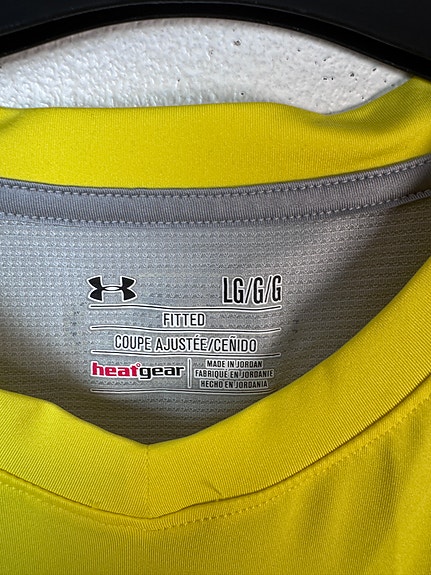 LG/G/G
FITTED
COUPE AJUSTÉE/CEÑIDO
heatgear
MADE IN JORDAN
FABRIQUÉ EN JORDANIE
HECHO EN JORDANIA